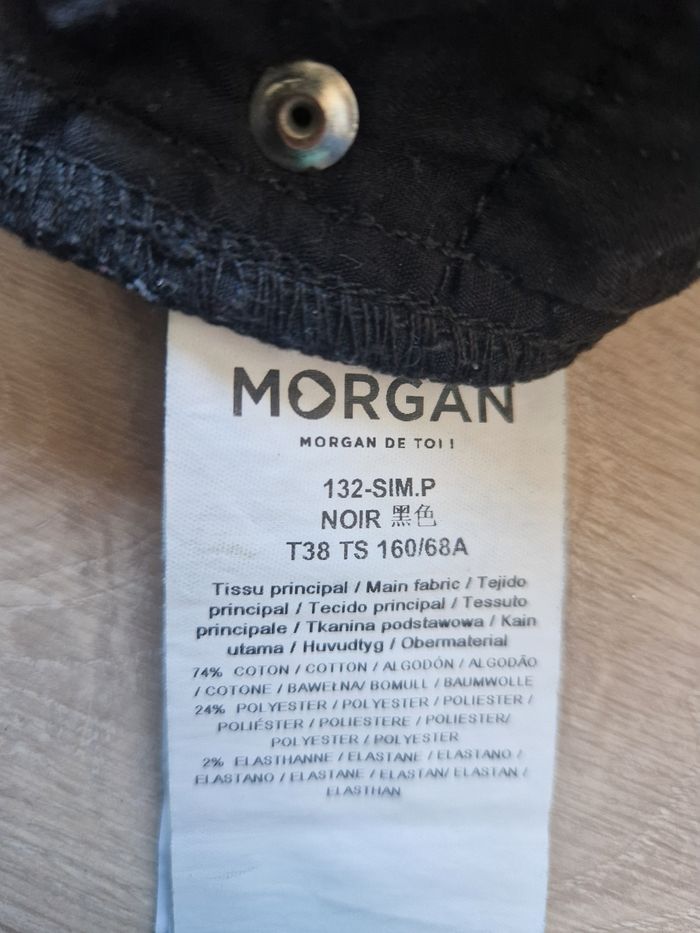 MORGAN
MORGAN DE TOI !
132-SIM.P
NOIR 黑色
T38 TS 160/68A
Tissu principal / Main fabric / Tejido
principal / Tecido principal / Tessuto
principale / Tkanina podstawowa / Kain
utama / Huvudtyg / Obermaterial
74% COTON / COTTON / ALGODÓN / ALGODÃO
/ COTONE / BAWEŁNA/ BOMULL / BAUMWOLLE
24% POLYESTER / POLYESTER / POLIESTER /
POLIÉSTER / POLIESTERE / POLIESTER/
POLYESTER / POLYESTER
2% ELASTHANNE / ELASTANE / ELASTANO /
ELASTANO / ELASTANE / ELASTAN/ ELASTAN /
ELASTHAN